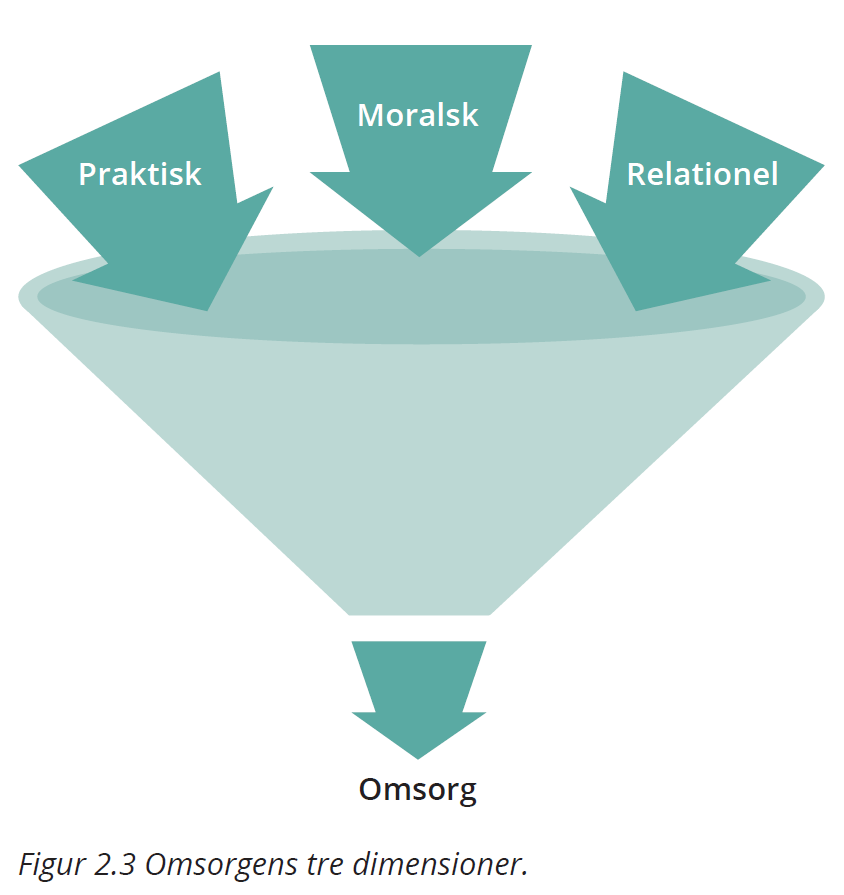 Moralsk
Praktisk
Relationel
Omsorg
Figur 2.3 Omsorgens tre dimensioner.